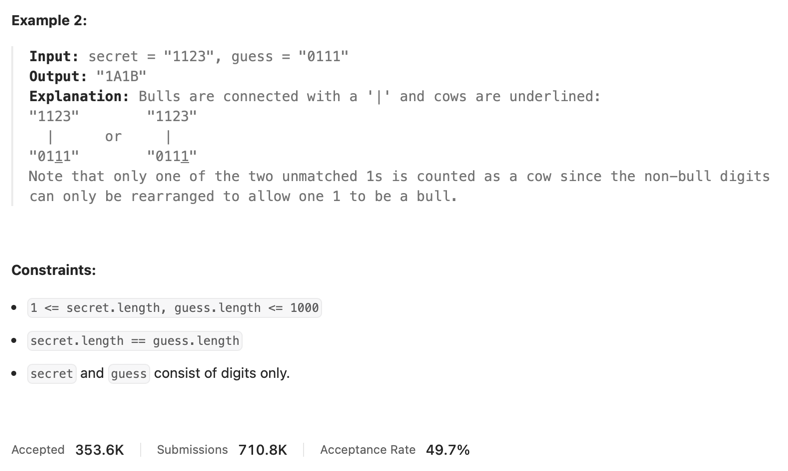 Example 2:
Input: secret = "1123", guess = "0111"
Output: "1A1B"
Explanation: Bulls are connected with a '|' and cows are underlined:
"1123"        "1123"
  |      or     |
"0111"        "0111"
Note that only one of the two unmatched 1s is counted as a cow since the non-bull digits
can only be rearranged to allow one 1 to be a bull.
Constraints:
• 1 <= secret.length, guess.length <= 1000
• secret.length == guess.length
• secret and guess consist of digits only.
Accepted 353.6K | Submissions 710.8K | Acceptance Rate 49.7%